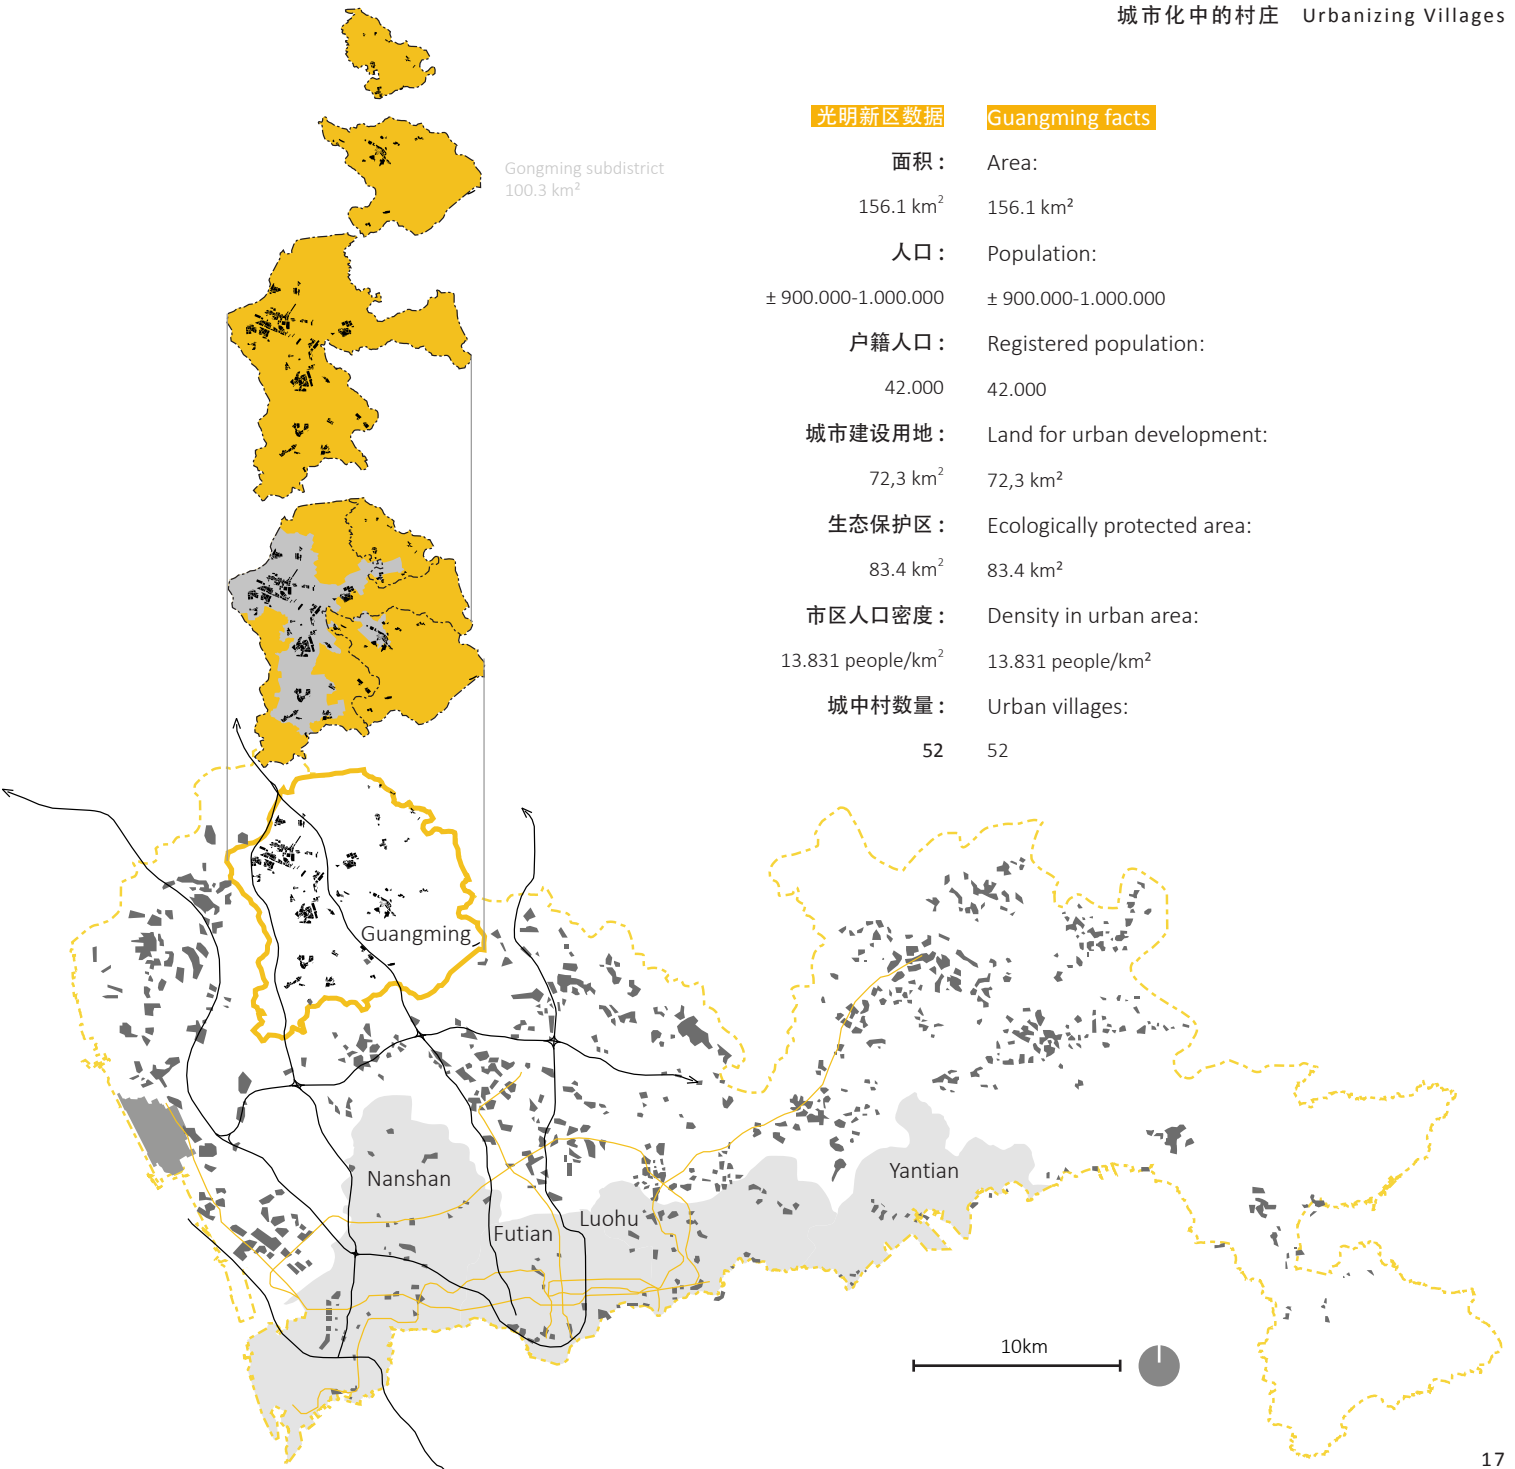 城市化中的村庄 Urbanizing Villages
Gongming subdistrict
100.3 km²
光明新区数据 Guangming facts
面积： Area:
156.1 km² 156.1 km²
人口： Population:
± 900.000-1.000.000 ± 900.000-1.000.000
户籍人口： Registered population:
42.000 42.000
城市建设用地： Land for urban development:
72,3 km² 72,3 km²
生态保护区： Ecologically protected area:
83.4 km² 83.4 km²
市区人口密度： Density in urban area:
13.831 people/km² 13.831 people/km²
城中村数量： Urban villages:
52 52
Guangming
Nanshan
Yantian
Luohu
Futian
10km
17